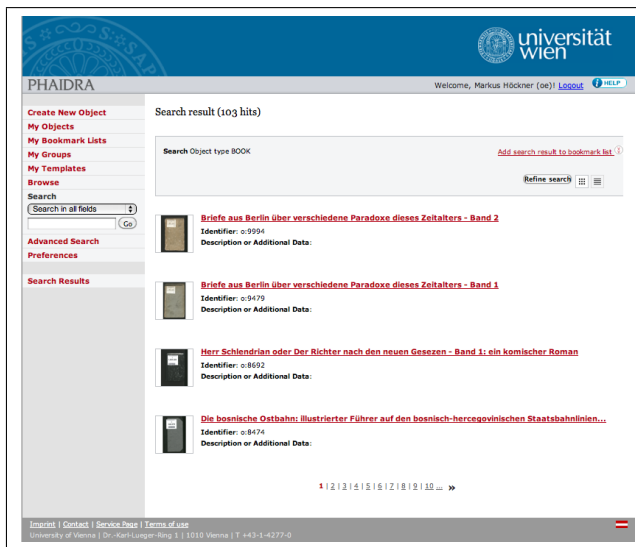 universität
wien
PHAIDRA
Welcome, Markus Höckner (oe)! Logout
HELP
Create New Object
My Objects
My Bookmark Lists
My Groups
My Templates
Browse
Search
Search in all fields
Go
Advanced Search
Preferences
Search Results
Search result (103 hits)
Search Object type BOOK
Add search result to bookmark list
Refine search
Briefe aus Berlin über verschiedene Paradoxe dieses Zeitalters - Band 2
Identifier: o:9994
Description or Additional Data:
Briefe aus Berlin über verschiedene Paradoxe dieses Zeitalters - Band 1
Identifier: o:9479
Description or Additional Data:
Herr Schlendrian oder Der Richter nach den neuen Gesezen - Band 1: ein komischer Roman
Identifier: o:8692
Description or Additional Data:
Die bosnische Ostbahn: illustrierter Führer auf den bosnisch-hercegovinischen Staatsbahnlinien...
Identifier: o:8474
Description or Additional Data:
1 | 2 | 3 | 4 | 5 | 6 | 7 | 8 | 9 | 10 ... »
Imprint | Contact | Service Page | Terms of use
University of Vienna | Dr.-Karl-Lueger-Ring 1 | 1010 Vienna | T +43-1-4277-0